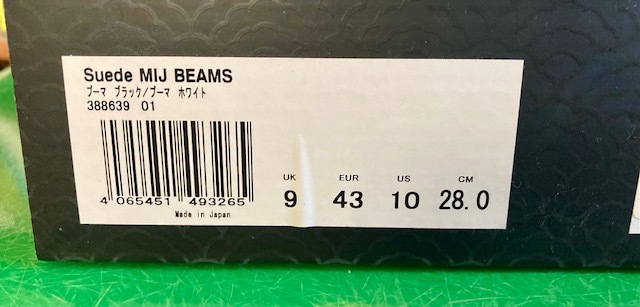 Suede MIJ BEAMS
プーマ ブラック/プーマ ホワイト
388639 01
4 065451 493265
Made in Japan
UK EUR US CM
9 43 10 28.0